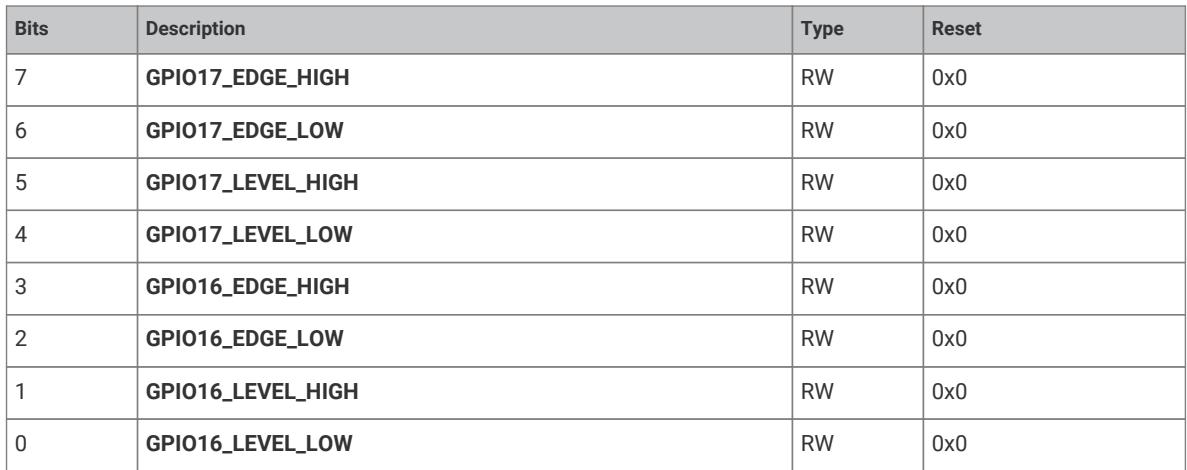 Bits Description Type Reset
7 GPIO17_EDGE_HIGH RW 0x0
6 GPIO17_EDGE_LOW RW 0x0
5 GPIO17_LEVEL_HIGH RW 0x0
4 GPIO17_LEVEL_LOW RW 0x0
3 GPIO16_EDGE_HIGH RW 0x0
2 GPIO16_EDGE_LOW RW 0x0
1 GPIO16_LEVEL_HIGH RW 0x0
0 GPIO16_LEVEL_LOW RW 0x0